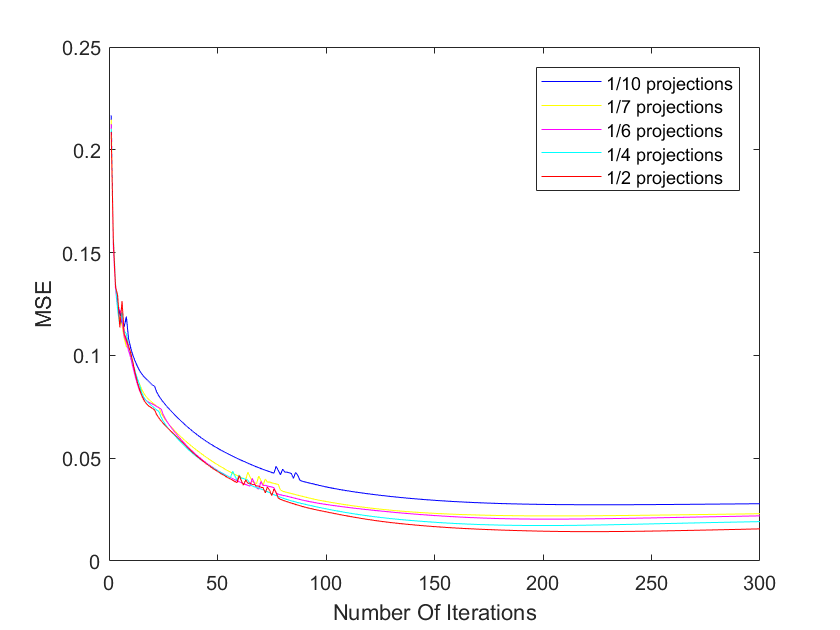 0.25
0.2
0.15
0.1
0.05
0
MSE
1/10 projections
1/7 projections
1/6 projections
1/4 projections
1/2 projections
0 50 100 150 200 250 300
Number Of Iterations